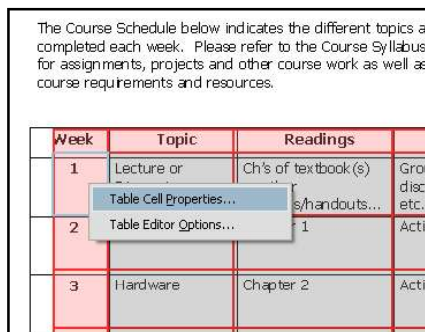 The Course Schedule below indicates the different topics a
completed each week. Please refer to the Course Syllabus
for assignments, projects and other course work as well as
course requirements and resources.
Week Topic Readings
1 Lecture or Ch's of textbook(s) Gro
disc
s/handouts... etc.
Table Cell Properties...
Table Editor Options...
2 1 Acti
3 Hardware Chapter 2 Acti